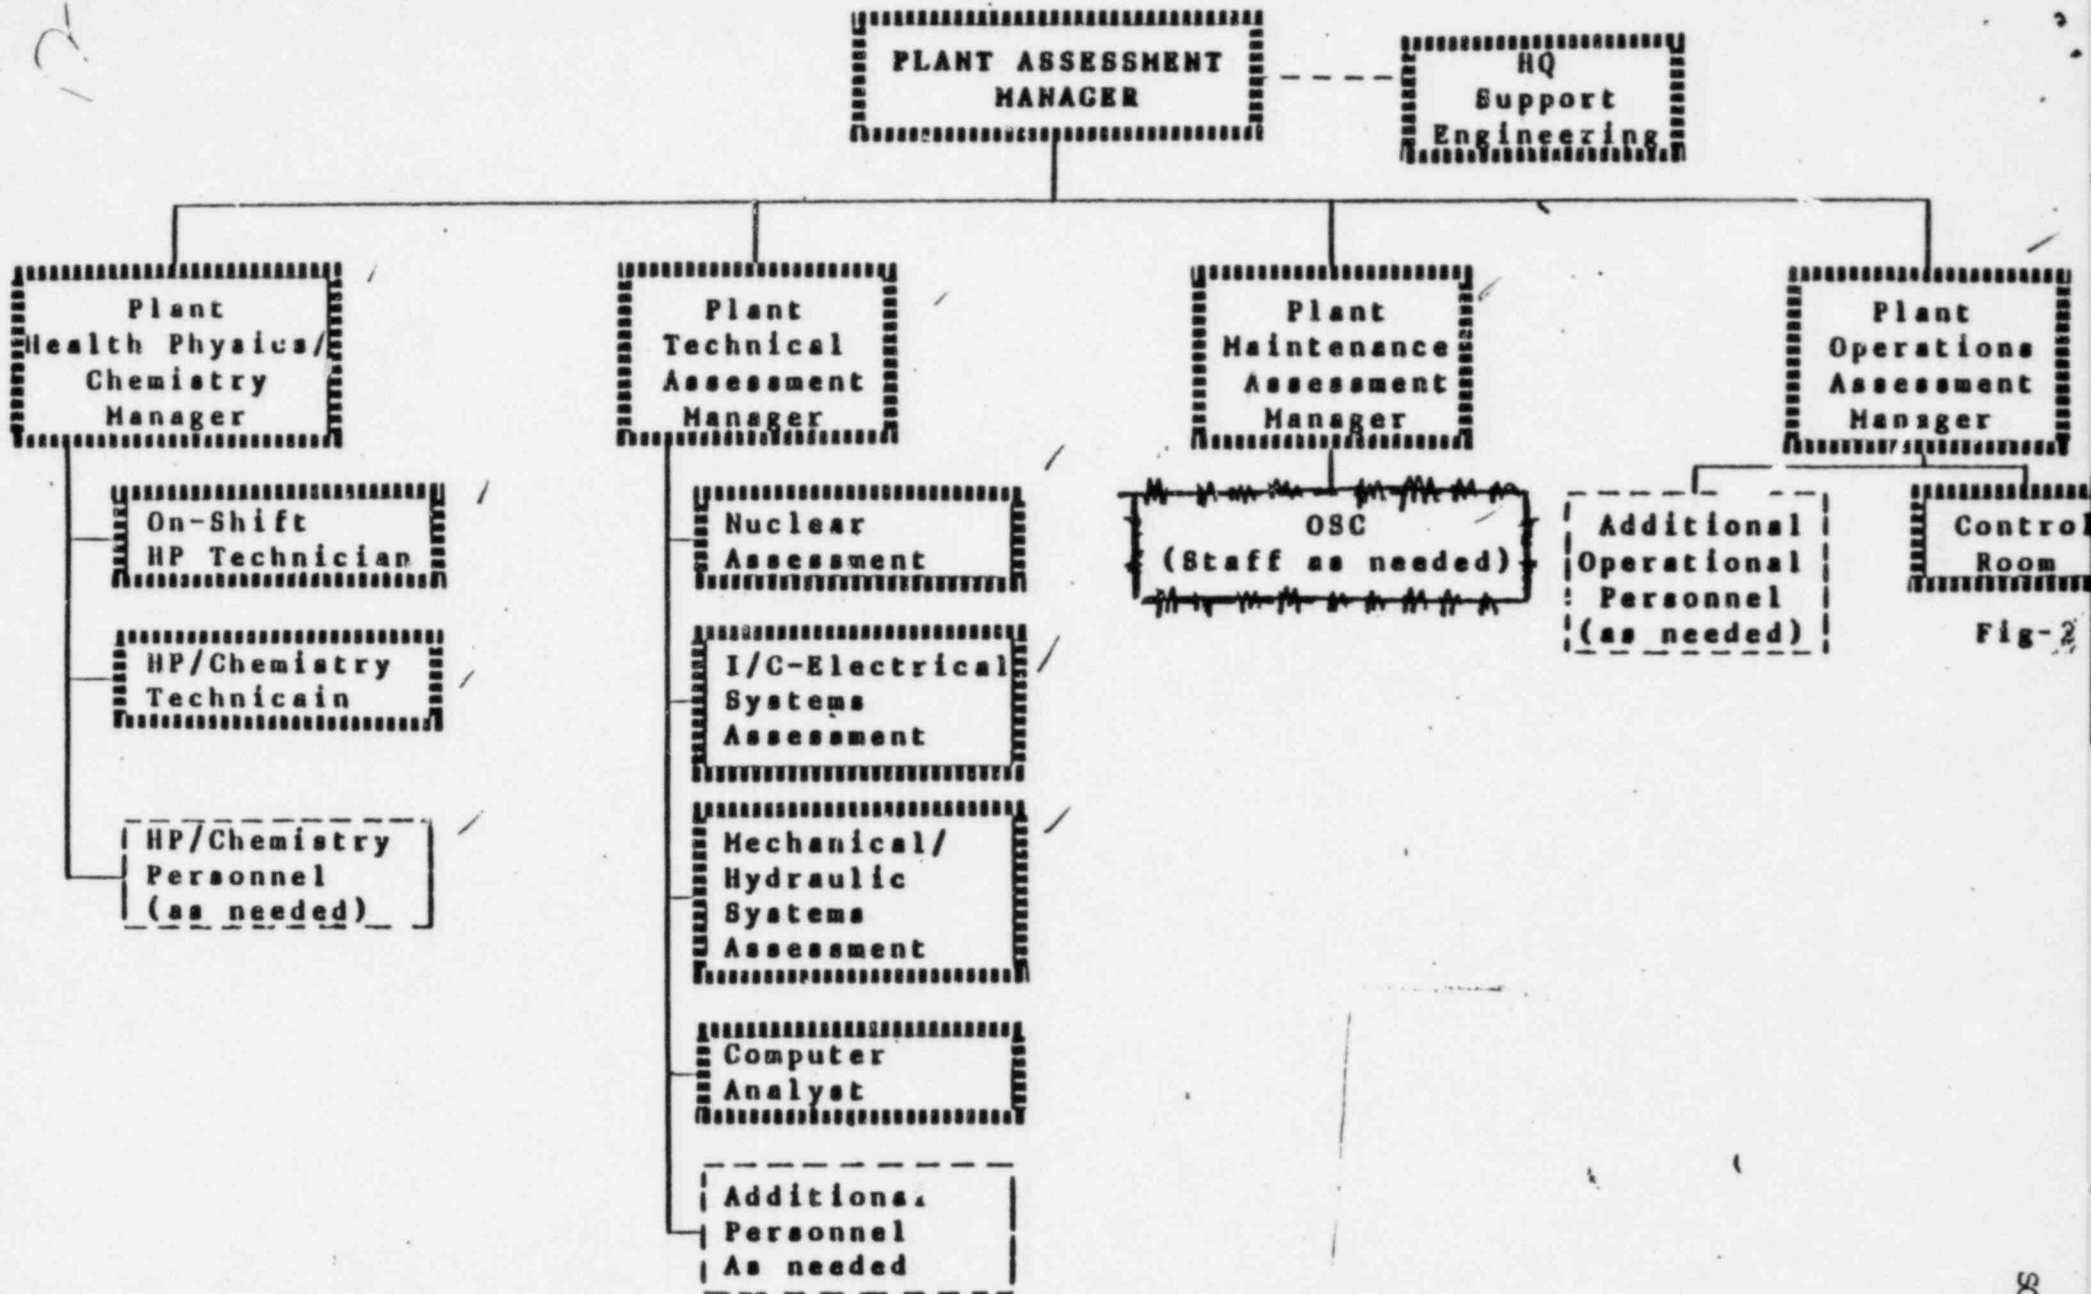 PLANT ASSESSMENT
MANAGER
HQ
Support
Engineering
Plant
Health Physics/
Chemistry
Manager
On-Shift
HP Technician
HP/Chemistry
Technicain
HP/Chemistry
Personnel
(as needed)
Plant
Technical
Assessment
Manager
Nuclear
Assessment
I/C-Electrical
Systems
Assessment
Mechanical/
Hydraulic
Systems
Assessment
Computer
Analyst
Additional
Personnel
As needed
Plant
Maintenance
Assessment
Manager
OSC
(Staff as needed)
Plant
Operations
Assessment
Manager
Additional
Operational
Personnel
(as needed)
Control
Room
Fig-2